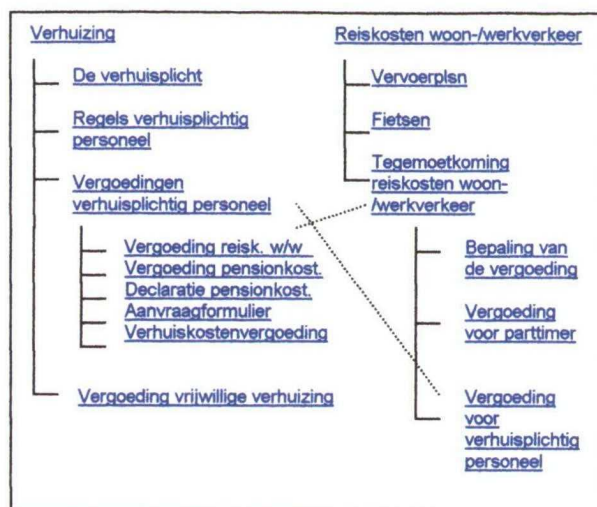 Verhuizing
De verhuisplicht
Regels verhuisplichtig
personeel
Vergoedingen
verhuisplichtig personeel
Vergoeding reisk. w/w
Vergoeding pensionkost.
Declaratie pensionkost.
Aanvraagformulier
Verhuiskostenvergoeding
Vergoeding vrijwillige verhuizing
Reiskosten woon-/werkverkeer
Vervoerplsn
Fietsen
Tegemoetkoming
reiskosten woon-
/werkverkeer
Bepaling van
de vergoeding
Vergoeding
voor parttimer
Vergoeding
voor
verhuisplichtig
personeel